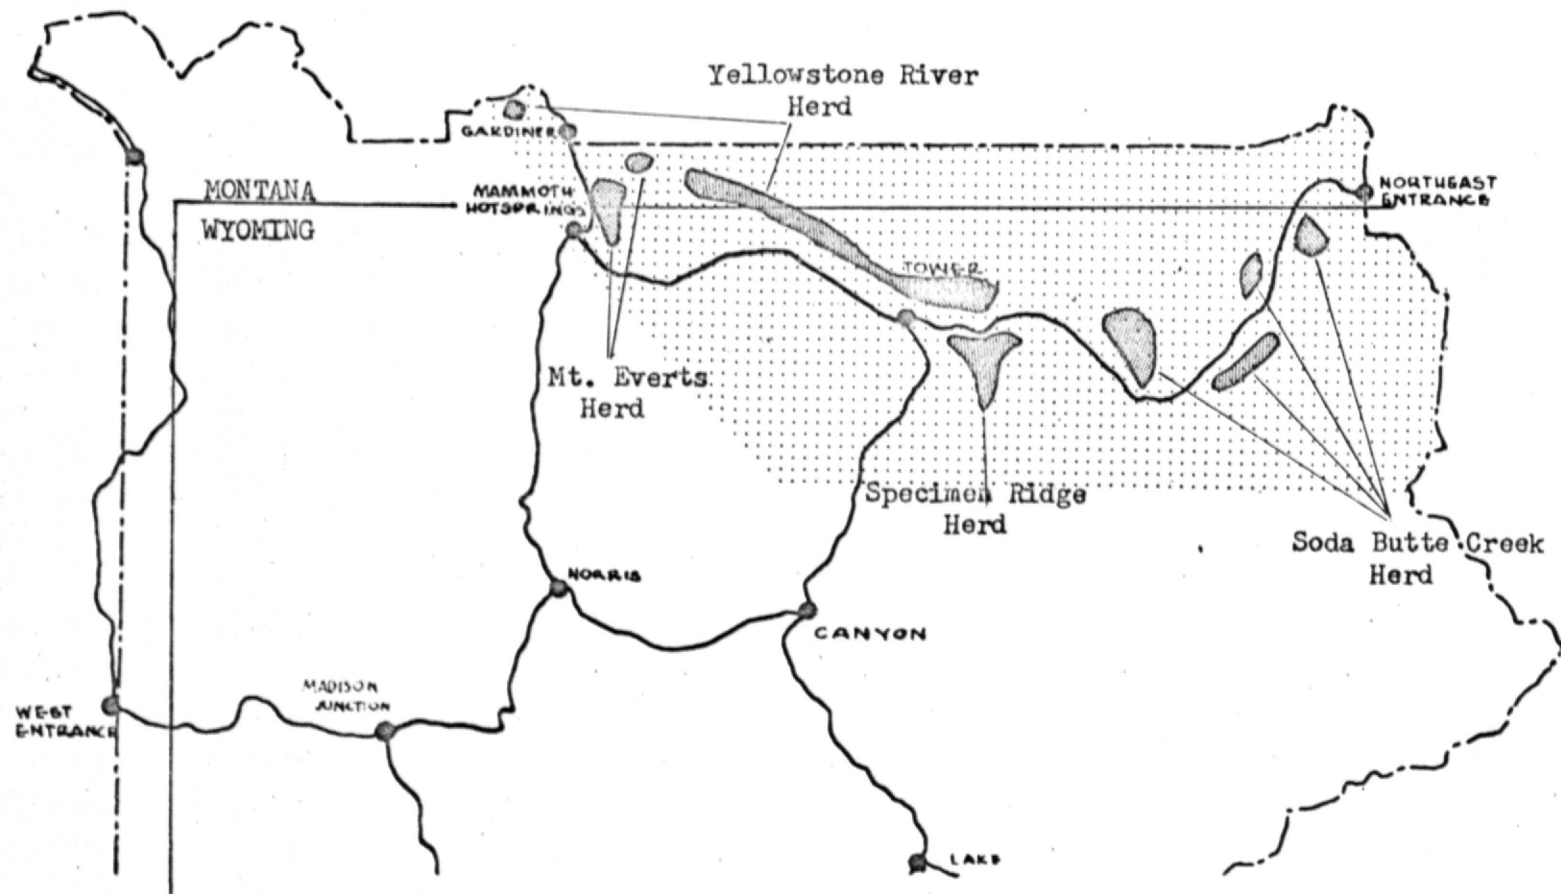 Yellowstone River
Herd
GARDINER
MONTANA
WYOMING
MAMMOTH
HOTSPRINGS
NORTHEAST
ENTRANCE
TOWER
Mt. Everts
Herd
Specimen Ridge
Herd
Soda Butte Creek
Herd
NORRIS
CANYON
MADISON
JUNCTION
WEST
ENTRANCE
LAKE